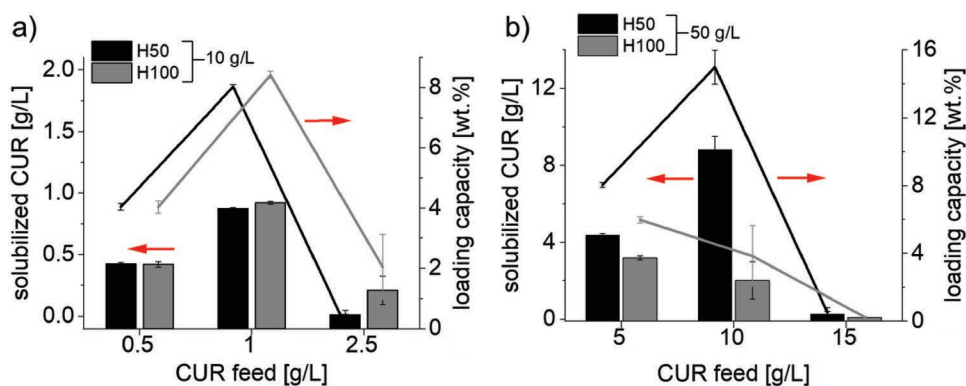 a)
H50
H100
10 g/L
solubilized CUR [g/L]
2.0
1.5
1.0
0.5
0.0
8
6
4
2
0
loading capacity [wt.%]
0.5 1 2.5
CUR feed [g/L]
b)
H50
H100
50 g/L
solubilized CUR [g/L]
12
8
4
0
16
12
8
4
0
loading capacity [wt.%]
5 10 15
CUR feed [g/L]